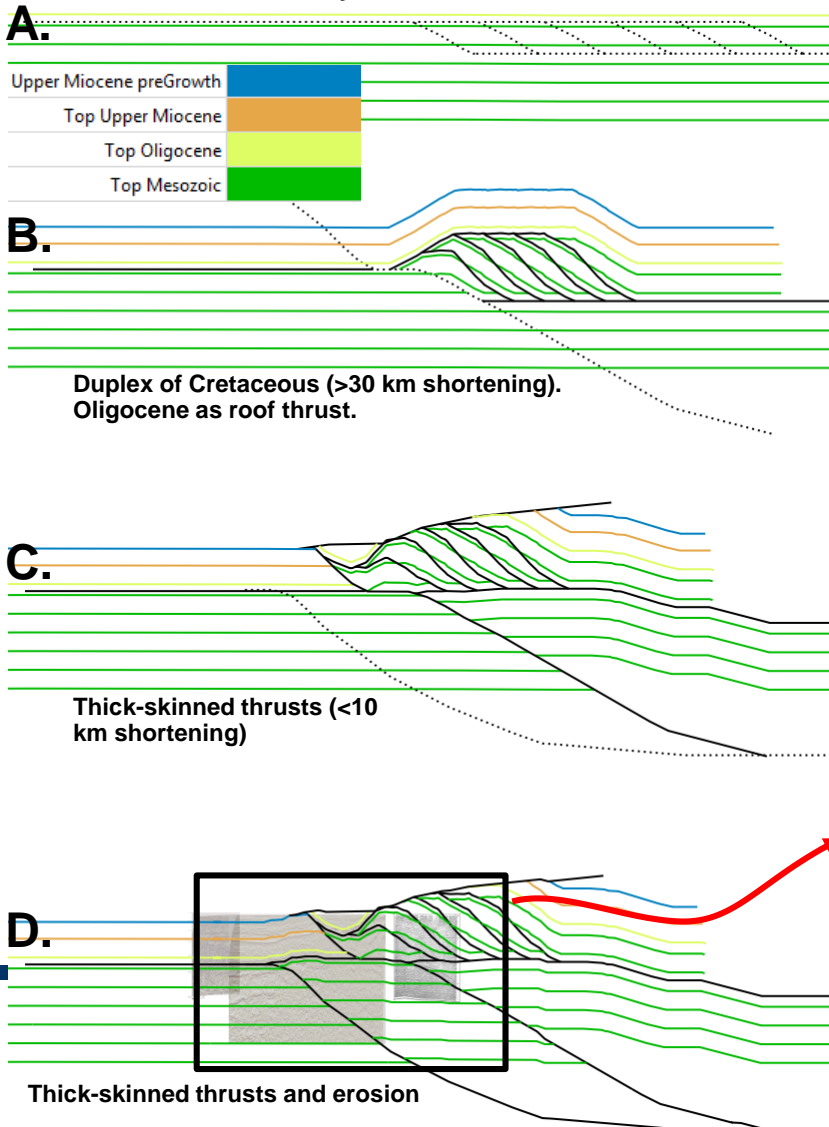 A.
Upper Miocene preGrowth
Top Upper Miocene
Top Oligocene
Top Mesozoic
B.
Duplex of Cretaceous (>30 km shortening).
Oligocene as roof thrust.
C.
Thick-skinned thrusts (<10
km shortening)
D.
Thick-skinned thrusts and erosion